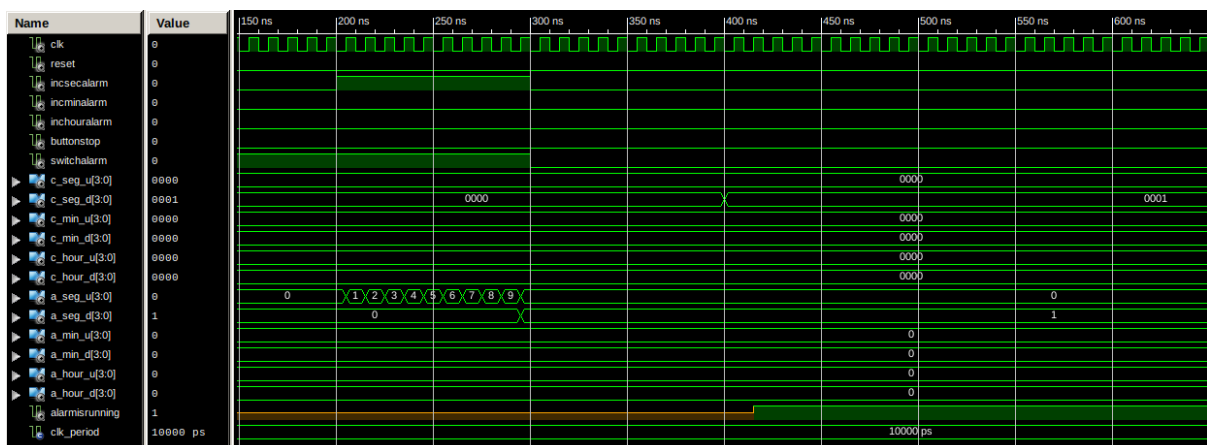 Name Value 150 ns 200 ns 250 ns 300 ns 350 ns 400 ns 450 ns 500 ns 550 ns 600 ns
clk 0
reset 0
incsecalarm 0
incminalarm 0
inchouralarm 0
buttonstop 0
switchalarm 0
c_seg_u[3:0] 0000 0000
c_seg_d[3:0] 0001 0000 0001
c_min_u[3:0] 0000 0000
c_min_d[3:0] 0000 0000
c_hour_u[3:0] 0000 0000
c_hour_d[3:0] 0000 0000
a_seg_u[3:0] 0 0 1 2 3 4 5 6 7 8 9 0
a_seg_d[3:0] 1 0 1
a_min_u[3:0] 0 0
a_min_d[3:0] 0 0
a_hour_u[3:0] 0 0
a_hour_d[3:0] 0 0
alarmisrunning 1
clk_period 10000 ps 10000 ps